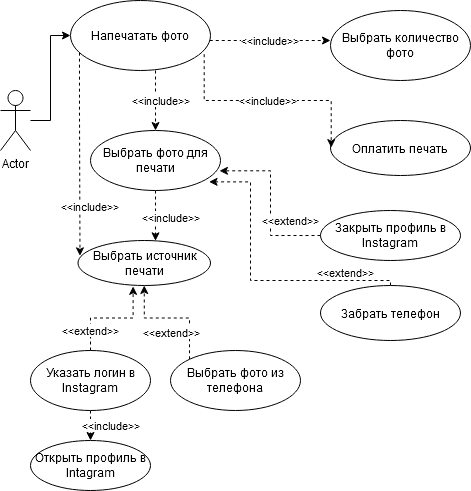 Напечатать фото
<<include>>
Выбрать количество
фото
<<include>>
<<include>>
Actor
Выбрать фото для
печати
Оплатить печать
<<include>>
<<include>>
<<extend>>
Закрыть профиль в
Instagram
Выбрать источник
печати
<<extend>>
Забрать телефон
<<extend>>
<<extend>>
Указать логин в
Instagram
Выбрать фото из
телефона
<<include>>
Открыть профиль в
Intagram